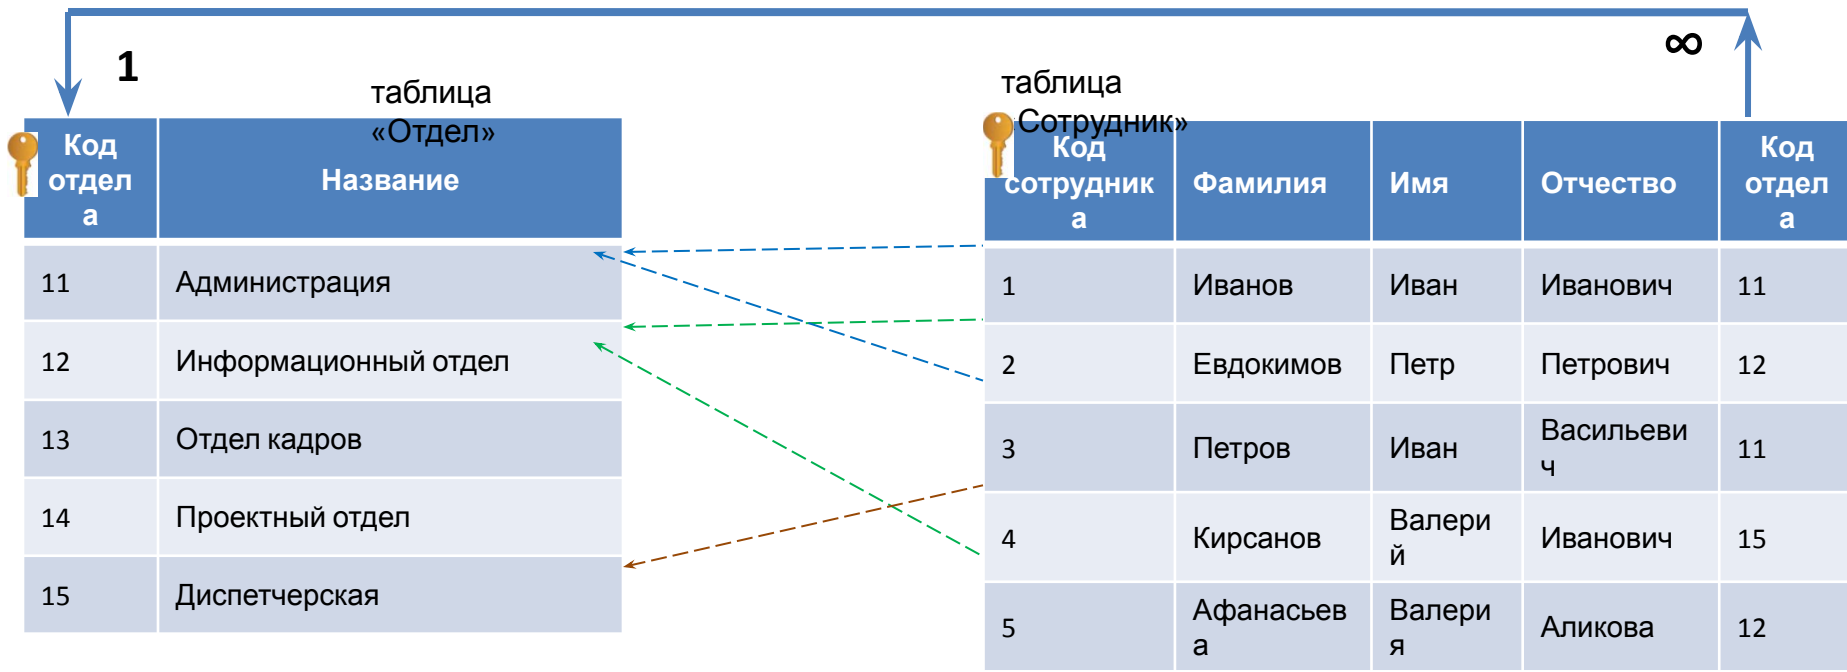 1
∞
таблица
«Отдел»
таблица
«Сотрудник»
Код
отдел
а
Название
11 Администрация
12 Информационный отдел
13 Отдел кадров
14 Проектный отдел
15 Диспетчерская
Код
сотрудник
а
Фамилия
Имя
Отчество
Код
отдел
а
1 Иванов Иван Иванович 11
2 Евдокимов Петр Петрович 12
3 Петров Иван Васильеви
ч
11
4 Кирсанов Валери
й
Иванович 15
5 Афанасьев
а
Валери
я
Аликова 12